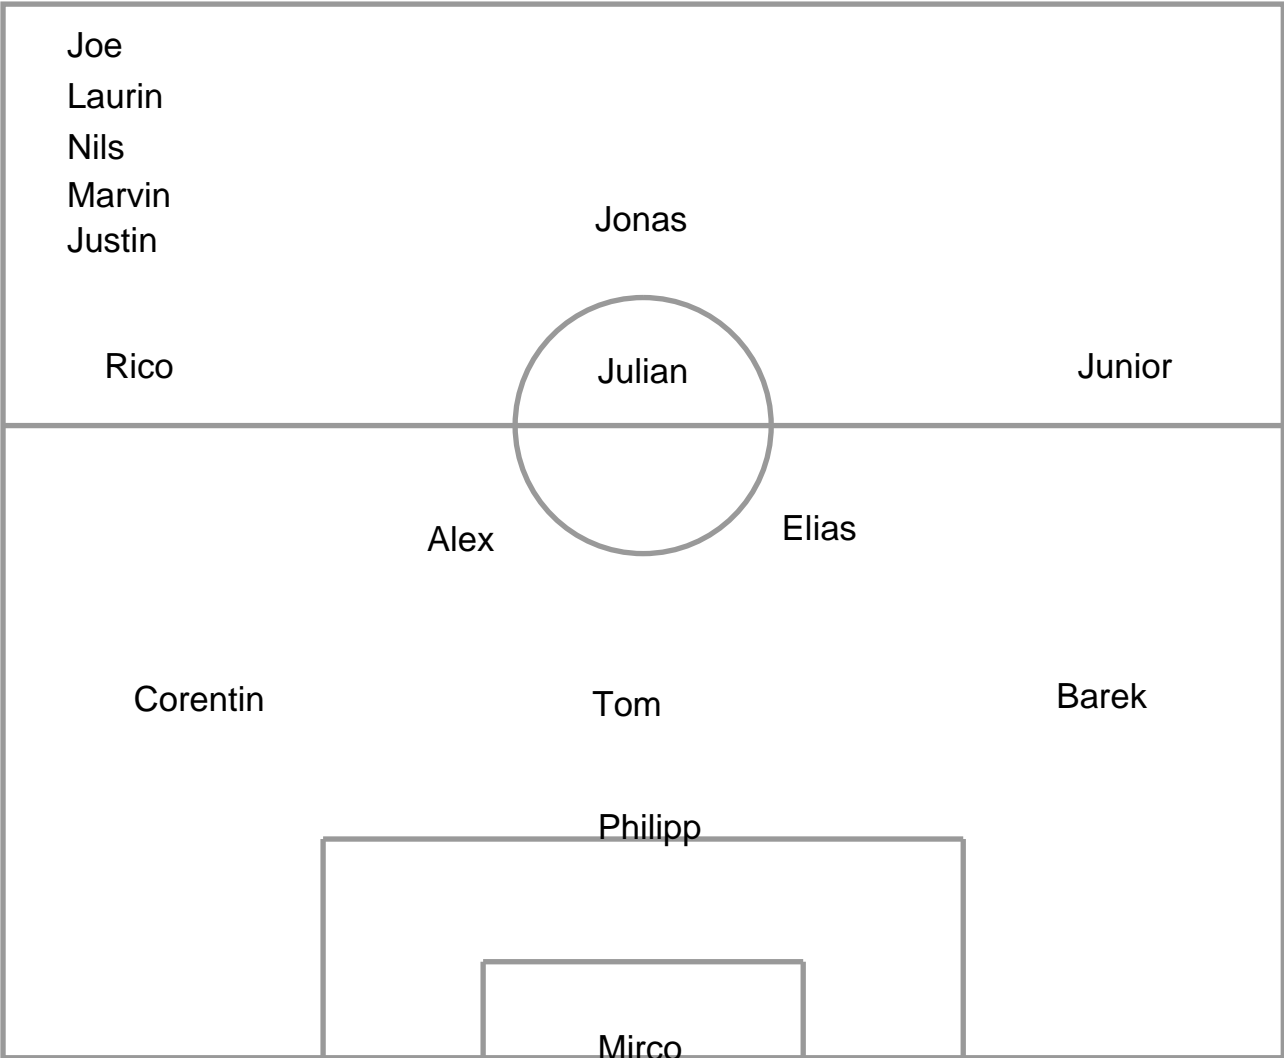 Joe
Laurin
Nils
Marvin
Justin
Jonas
Rico Julian Junior
Alex Elias
Corentin Tom Barek
Philipp
Mirco